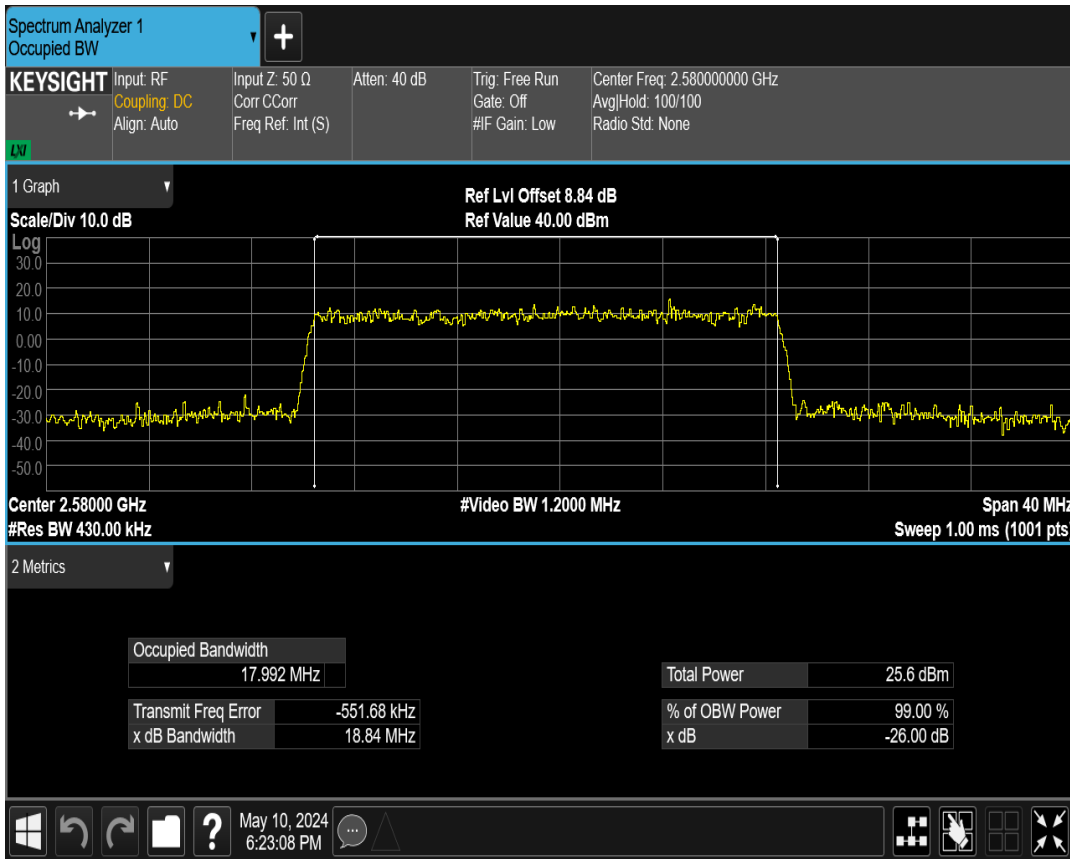 Spectrum Analyzer 1
Occupied BW
KEYSIGHT
LXI
Input: RF
Coupling: DC
Align: Auto
Input Z: 50 Ω
Corr CCorr
Freq Ref: Int (S)
Atten: 40 dB
Trig: Free Run
Gate: Off
#IF Gain: Low
Center Freq: 2.580000000 GHz
Avg|Hold: 100/100
Radio Std: None
1 Graph
Scale/Div 10.0 dB
Ref Lvl Offset 8.84 dB
Ref Value 40.00 dBm
Log
30.0
20.0
10.0
0.00
-10.0
-20.0
-30.0
-40.0
-50.0
Center 2.58000 GHz
#Video BW 1.2000 MHz
Span 40 MHz
#Res BW 430.00 kHz
Sweep 1.00 ms (1001 pts)
2 Metrics
Occupied Bandwidth
17.992 MHz
Total Power 25.6 dBm
Transmit Freq Error -551.68 kHz
% of OBW Power 99.00 %
x dB Bandwidth 18.84 MHz
x dB -26.00 dB
?
May 10, 2024
6:23:08 PM